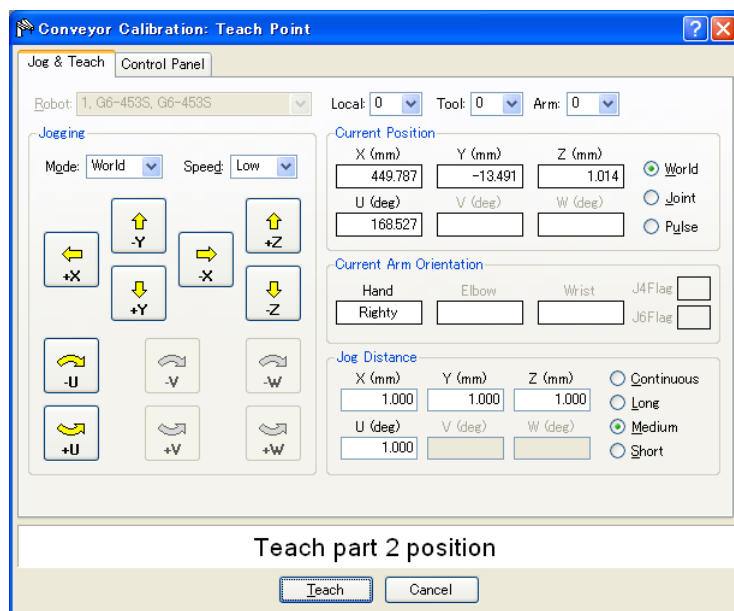 Conveyor Calibration: Teach Point
Jog & Teach Control Panel
Robot: 1, G6-453S, G6-453S Local: 0 Tool: 0 Arm: 0
Jogging
Mode: World Speed: Low
-Y
+Z
+X
-X
+Y
-Z
-U
-V
-W
+U
+V
+W
Current Position
X (mm) Y (mm) Z (mm)
449.787 -13.491 1.014
U (deg) V (deg) W (deg)
168.527
World
Joint
Pulse
Current Arm Orientation
Hand Elbow Wrist J4Flag
Righty J6Flag
Jog Distance
X (mm) Y (mm) Z (mm)
1.000 1.000 1.000
U (deg) V (deg) W (deg)
1.000
Continuous
Long
Medium
Short
Teach part 2 position
Teach Cancel